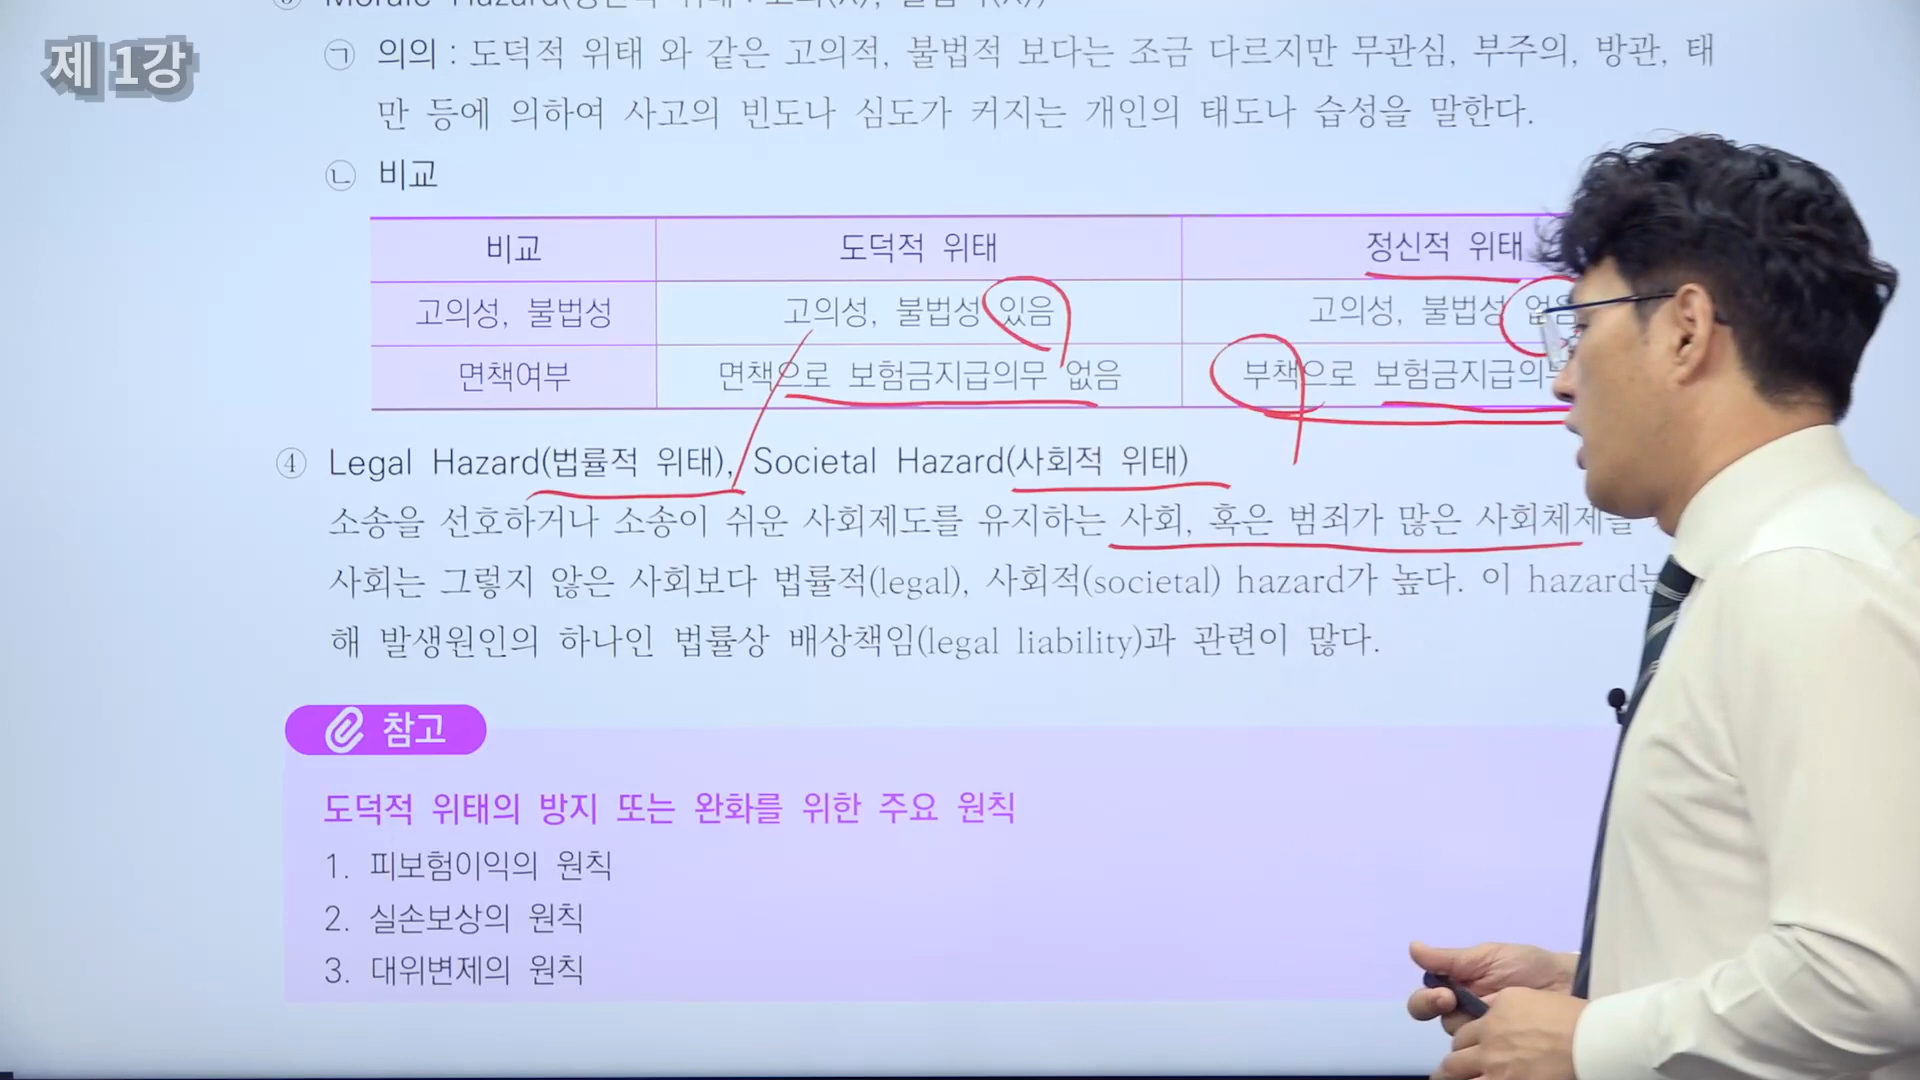 제 1강
㉠ 의의 : 도덕적 위태 와 같은 고의적, 불법적 보다는 조금 다르지만 무관심, 부주의, 방관, 태
만 등에 의하여 사고의 빈도나 심도가 커지는 개인의 태도나 습성을 말한다.
㉡ 비교
비교 도덕적 위태 정신적 위태
고의성, 불법성 고의성, 불법성 있음 고의성, 불법성 없음
면책여부 면책으로 보험금지급의무 없음 부책으로 보험금지급의무
④ Legal Hazard(법률적 위태), Societal Hazard(사회적 위태)
소송을 선호하거나 소송이 쉬운 사회제도를 유지하는 사회, 혹은 범죄가 많은 사회체제를
사회는 그렇지 않은 사회보다 법률적(legal), 사회적(societal) hazard가 높다. 이 hazard는
해 발생원인의 하나인 법률상 배상책임(legal liability)과 관련이 많다.
참고
도덕적 위태의 방지 또는 완화를 위한 주요 원칙
1. 피보험이익의 원칙
2. 실손보상의 원칙
3. 대위변제의 원칙